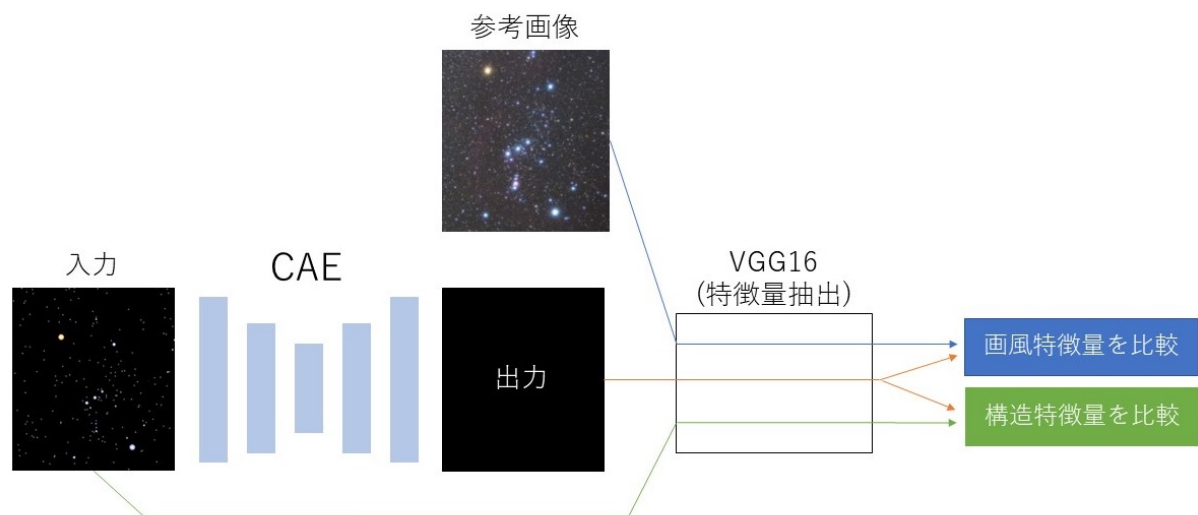 参考画像
入力
CAE
出力
VGG16
(特徴量抽出)
画風特徴量を比較
構造特徴量を比較